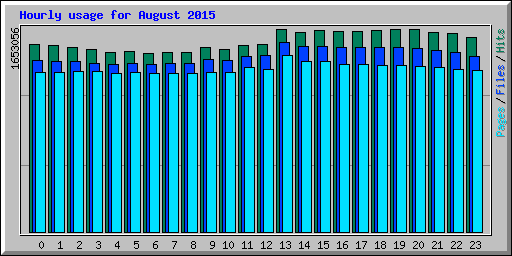 Hourly usage for August 2015
1653056
Pages/Files/Hits
0 1 2 3 4 5 6 7 8 9 10 11 12 13 14 15 16 17 18 19 20 21 22 23